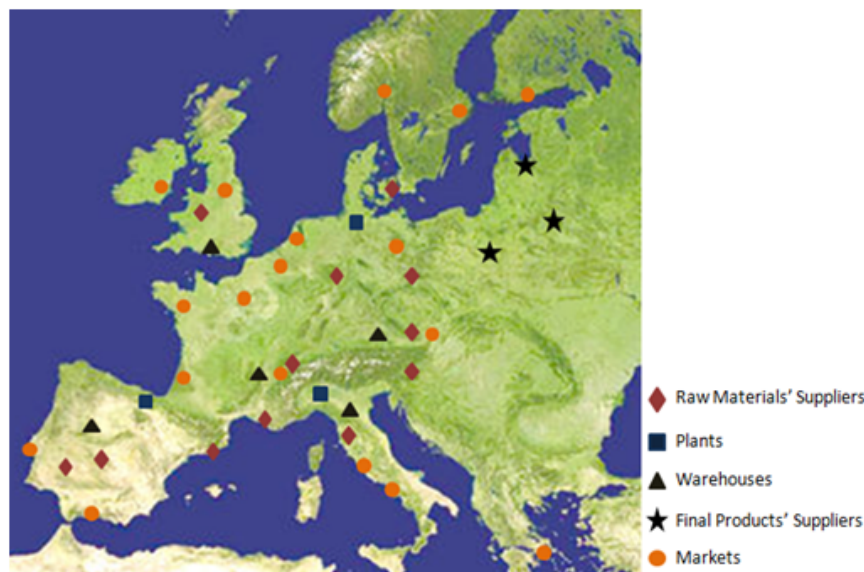 Raw Materials' Suppliers
Plants
Warehouses
Final Products' Suppliers
Markets